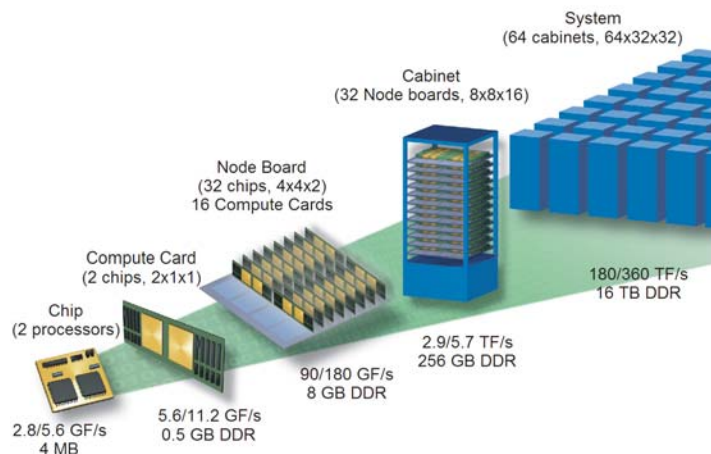 System
(64 cabinets, 64x32x32)
Cabinet
(32 Node boards, 8x8x16)
Node Board
(32 chips, 4x4x2)
16 Compute Cards
Compute Card
(2 chips, 2x1x1)
Chip
(2 processors)
180/360 TF/s
16 TB DDR
2.9/5.7 TF/s
256 GB DDR
90/180 GF/s
8 GB DDR
5.6/11.2 GF/s
0.5 GB DDR
2.8/5.6 GF/s
4 MB